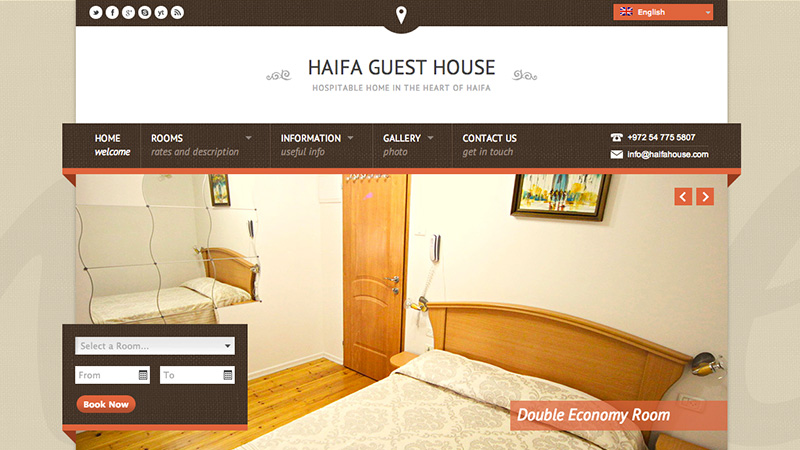 English
HAIFA GUEST HOUSE
HOSPITABLE HOME IN THE HEART OF HAIFA
HOME
welcome
ROOMS
rates and description
INFORMATION
useful info
GALLERY
photo
CONTACT US
get in touch
+972 54 775 5807
info@haifahouse.com
Select a Room...
From
To
Book Now
Double Economy Room